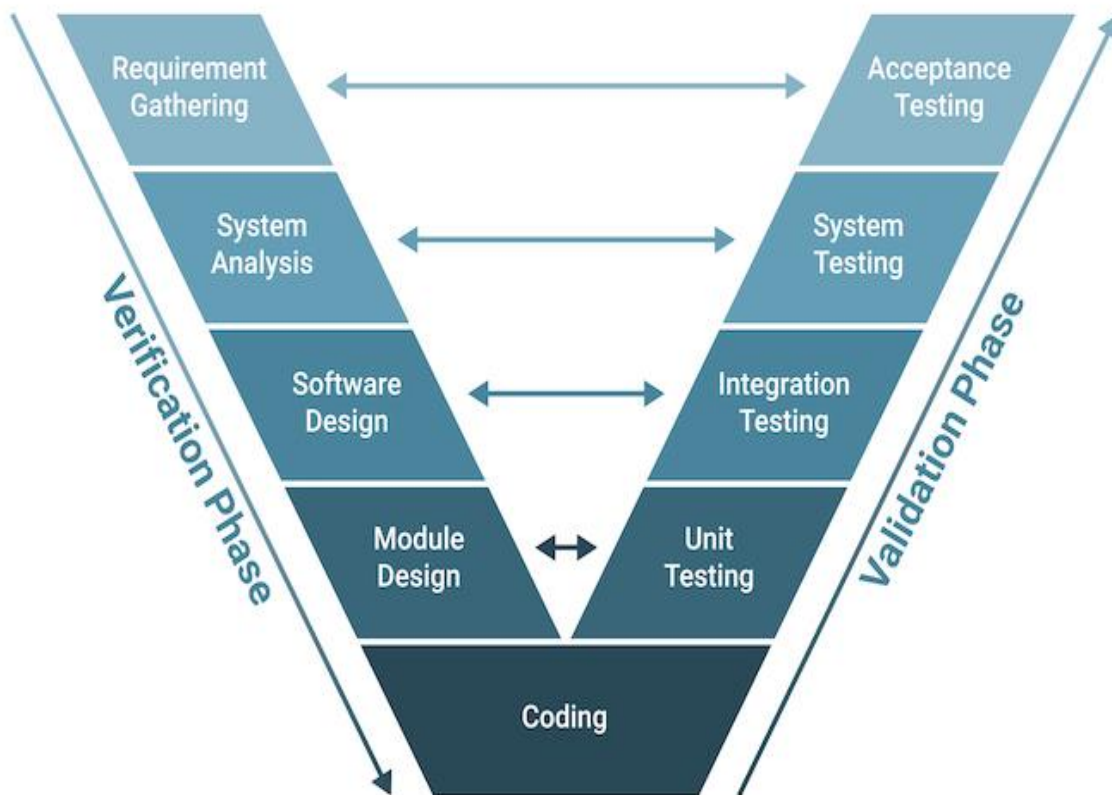 Requirement
Gathering
Acceptance
Testing
System
Analysis
System
Testing
Software
Design
Integration
Testing
Module
Design
Unit
Testing
Coding
Verification Phase
Validation Phase